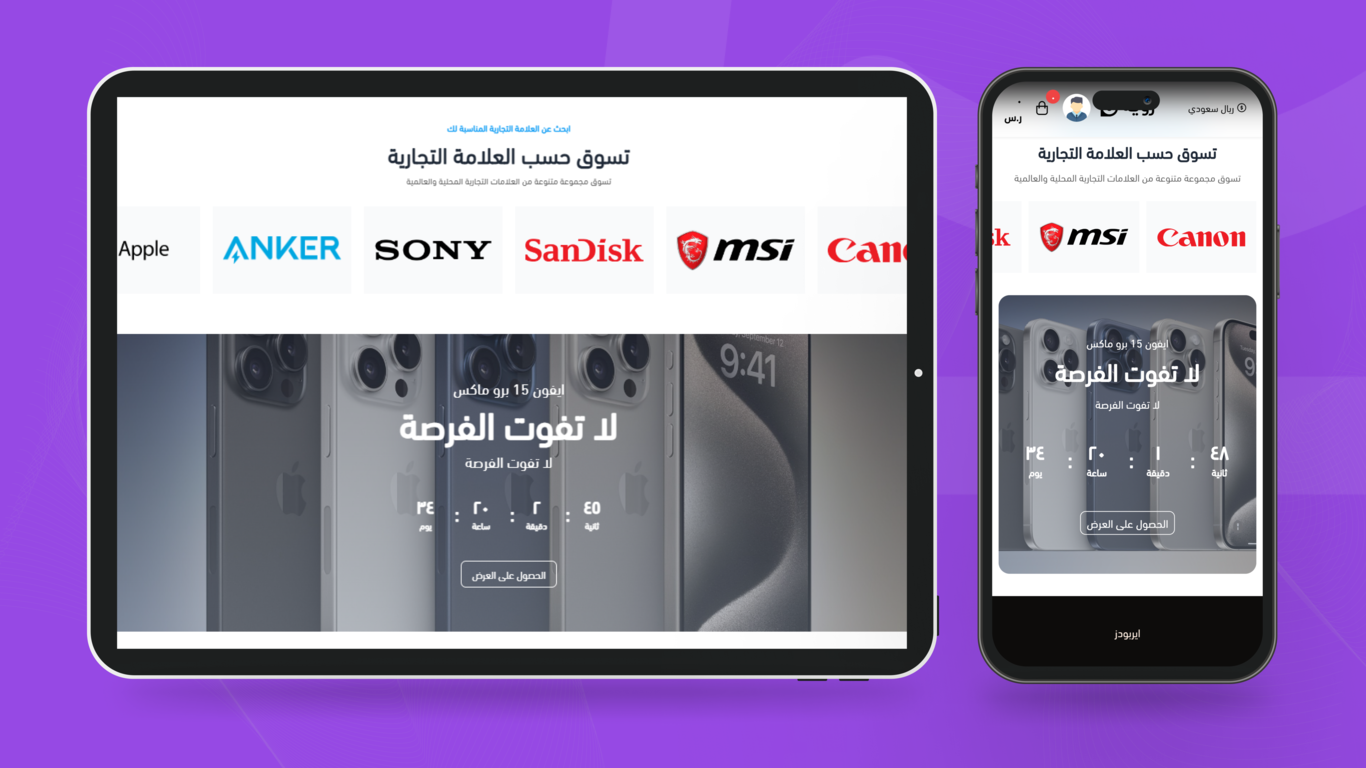 ابحث عن العلامة التجارية المناسبة لك
تسوق حسب العلامة التجارية
تسوق مجموعة متنوعة من العلامات التجارية المحلية والعالمية
Apple
ANKER
SONY
SanDisk
msi
Cano
9:41
ايفون 15 برو ماكس
لا تفوت الفرصة
لا تفوت الفرصة
٣٤ : ٢٠ : ٢ : ٤٥
يوم ساعة دقيقة ثانية
الحصول على العرض
ريال سعودي
ر.س
تسوق حسب العلامة التجارية
تسوق مجموعة متنوعة من العلامات التجارية المحلية والعالمية
sk
msi
Canon
ايفون 15 برو ماكس
لا تفوت الفرصة
لا تفوت الفرصة
٣٤ : ٢٠ : ١ : ٤٨
يوم ساعة دقيقة ثانية
الحصول على العرض
ايربودز